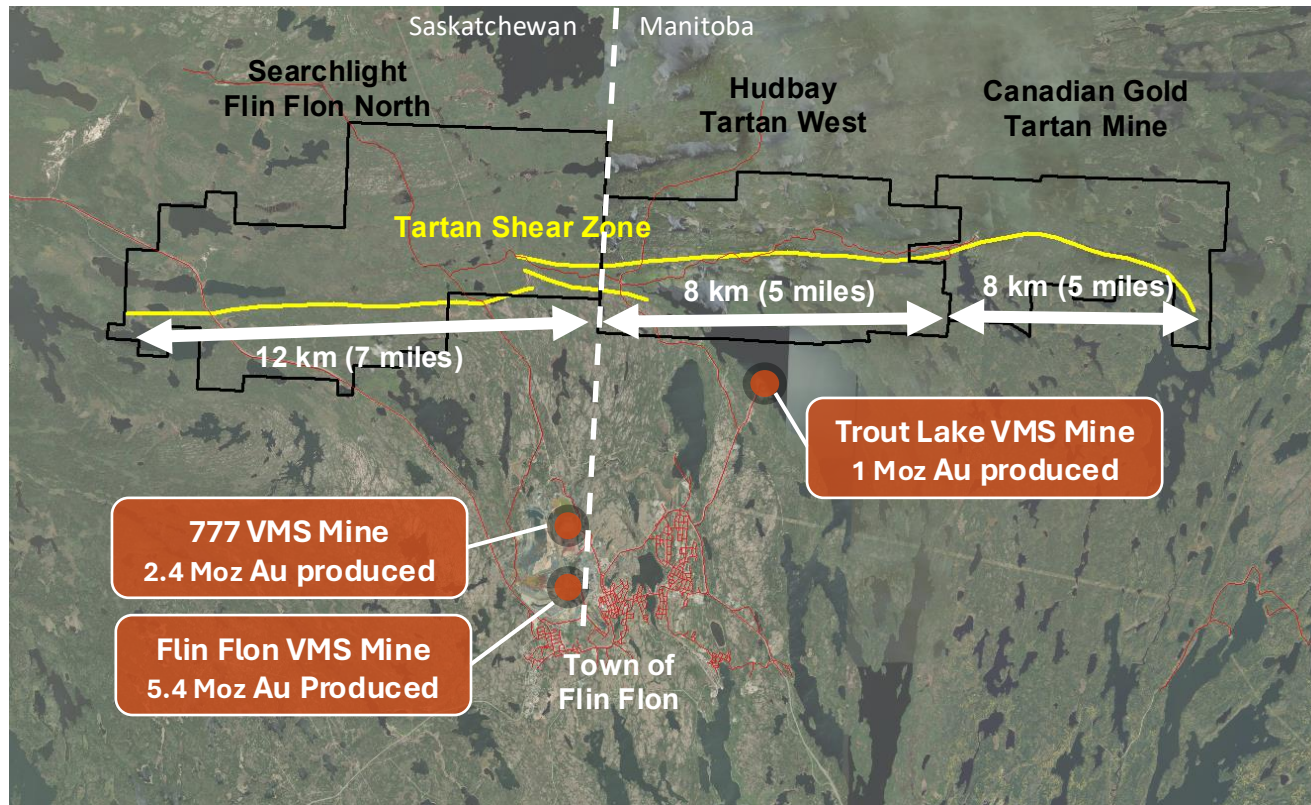 Saskatchewan
Manitoba
Searchlight
Flin Flon North
Hudbay
Tartan West
Canadian Gold
Tartan Mine
Tartan Shear Zone
8 km (5 miles)
8 km (5 miles)
12 km (7 miles)
Trout Lake VMS Mine
1 Moz Au produced
777 VMS Mine
2.4 Moz Au produced
Flin Flon VMS Mine
5.4 Moz Au Produced
Town of
Flin Flon